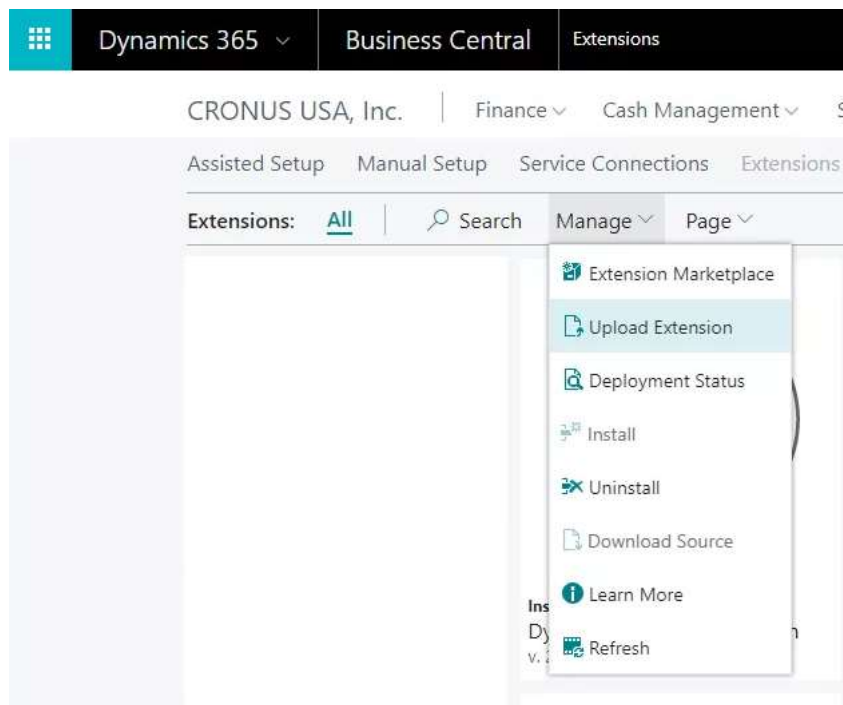 Dynamics 365 Business Central Extensions
CRONUS USA, Inc. Finance Cash Management
Assisted Setup Manual Setup Service Connections Extensions
Extensions: All Search Manage Page
Extension Marketplace
Upload Extension
Deployment Status
Install
Uninstall
Download Source
Learn More
Refresh